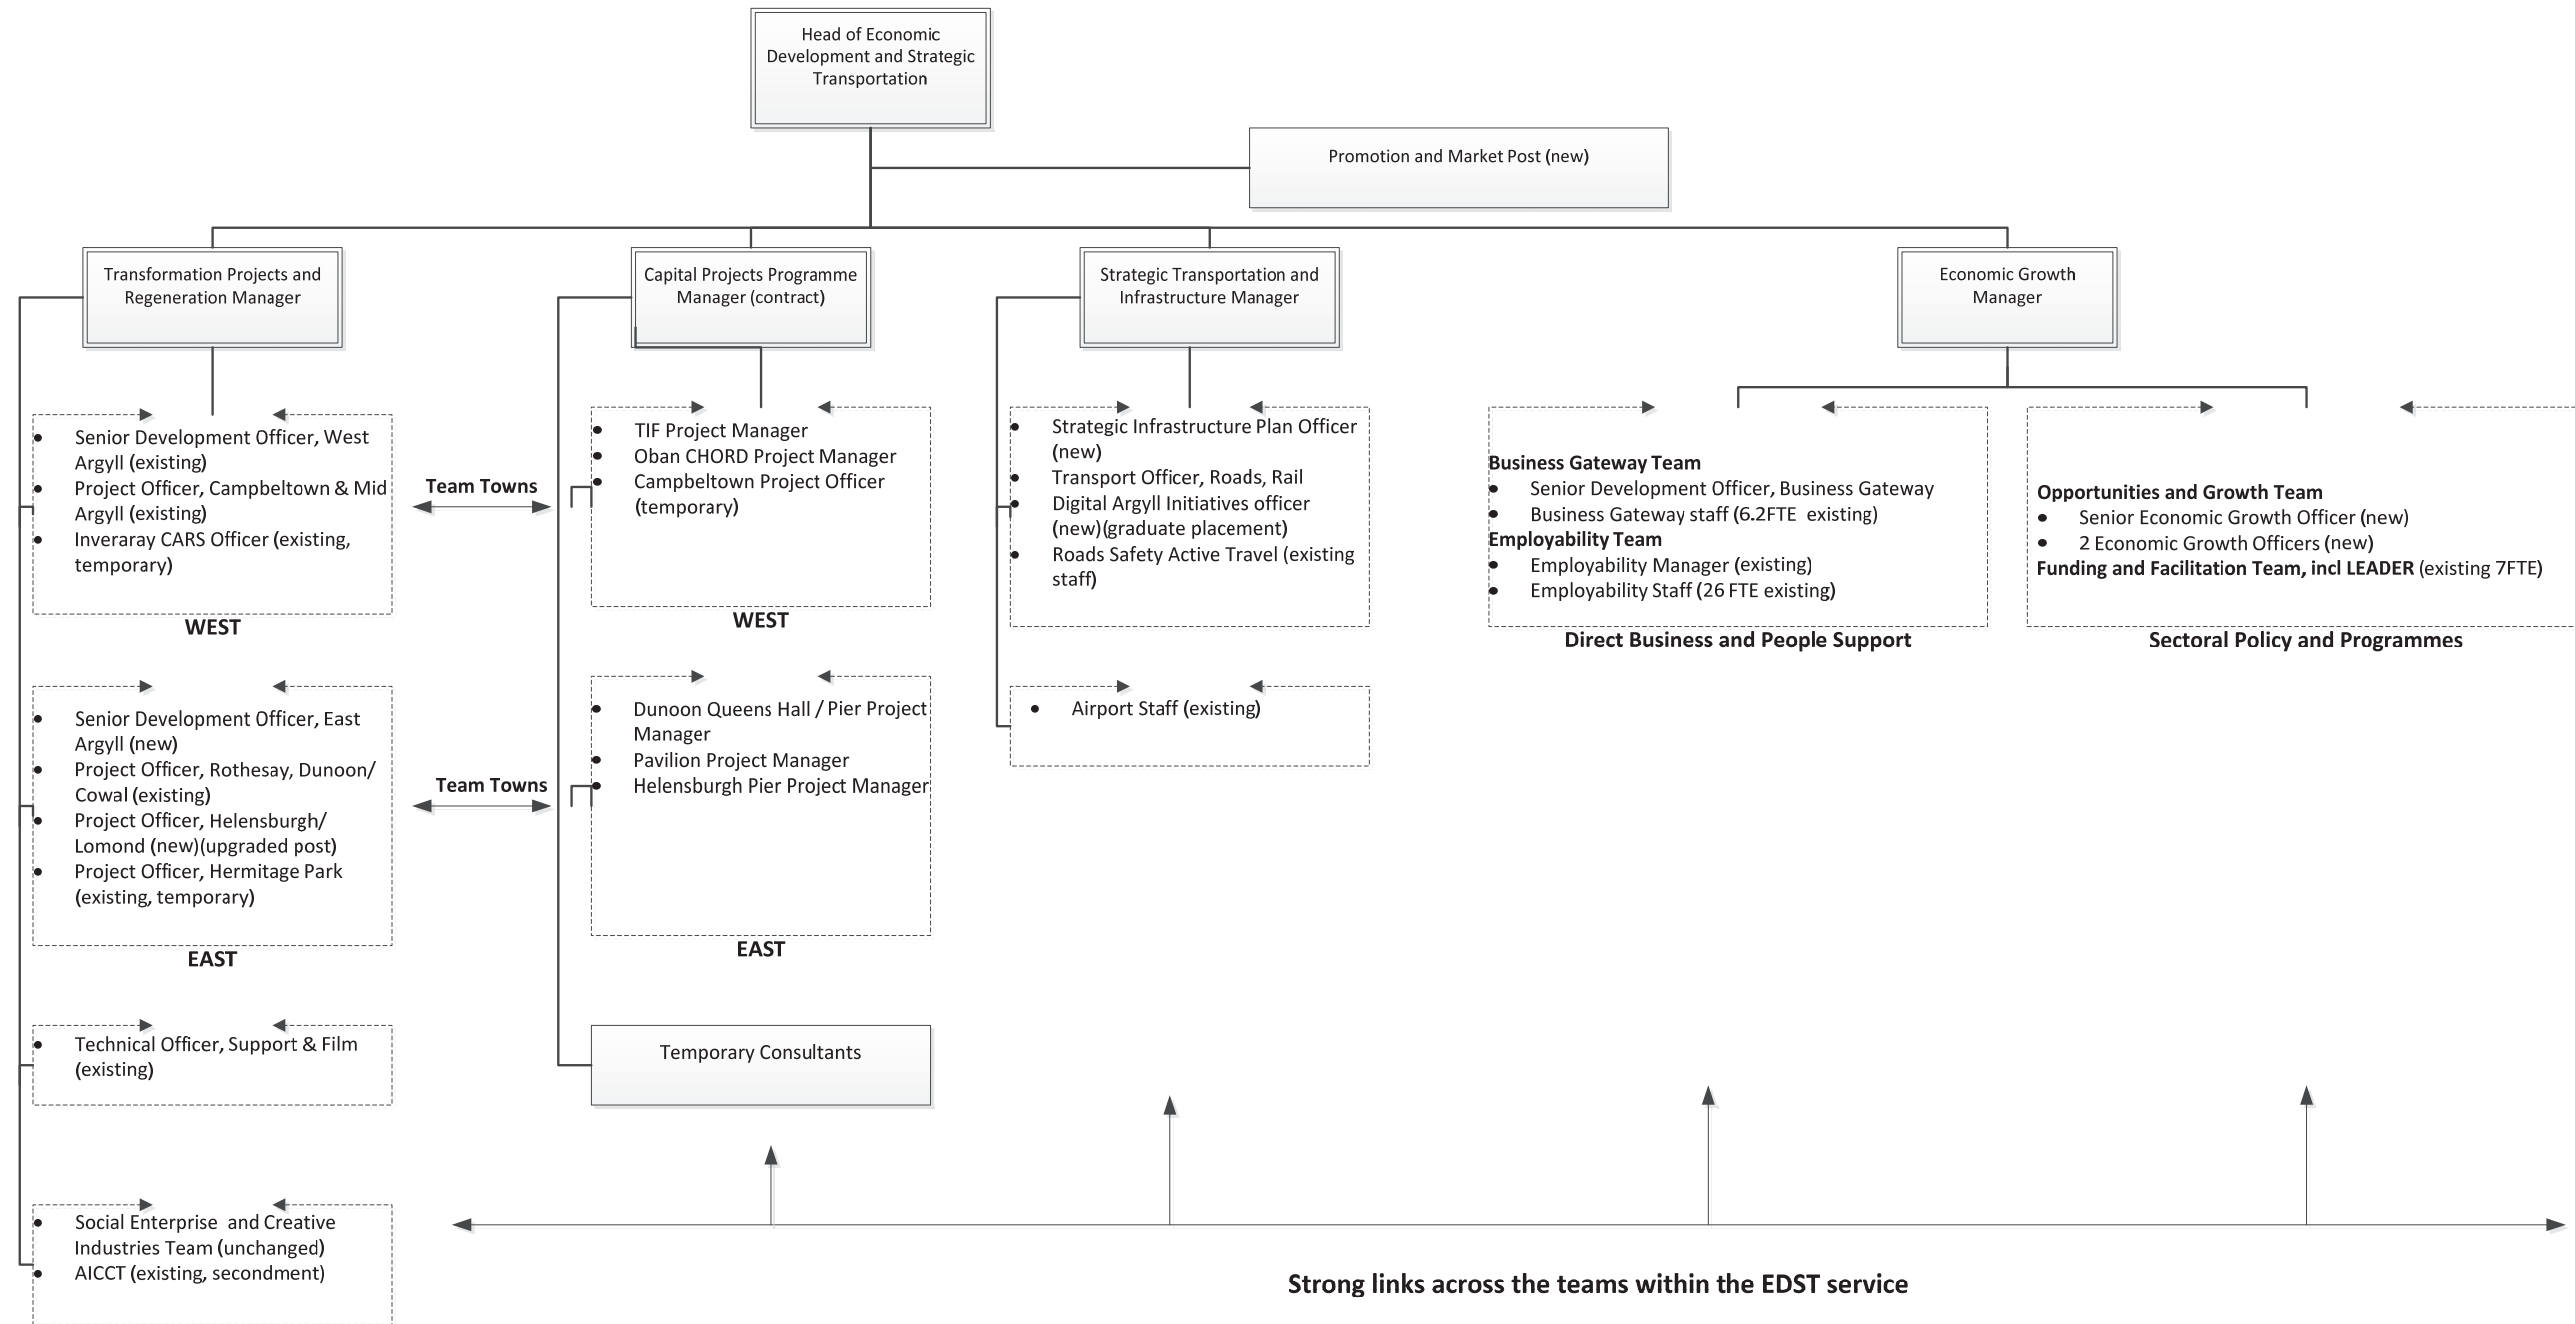 Head of Economic
Development and Strategic
Transportation
Promotion and Market Post (new)
Transformation Projects and
Regeneration Manager
Capital Projects Programme
Manager (contract)
Strategic Transportation and
Infrastructure Manager
Economic Growth
Manager
Senior Development Officer, West
Argyll (existing)
Project Officer, Campbeltown & Mid
Argyll (existing)
Inveraray CARS Officer (existing,
temporary)
WEST
Team Towns
TIF Project Manager
Oban CHORD Project Manager
Campbeltown Project Officer
(temporary)
WEST
Strategic Infrastructure Plan Officer
(new)
Transport Officer, Roads, Rail
Digital Argyll Initiatives officer
(new)(graduate placement)
Roads Safety Active Travel (existing
staff)
Business Gateway Team
Senior Development Officer, Business Gateway
Business Gateway staff (6.2FTE existing)
Employability Team
Employability Manager (existing)
Employability Staff (26 FTE existing)
Direct Business and People Support
Opportunities and Growth Team
Senior Economic Growth Officer (new)
2 Economic Growth Officers (new)
Funding and Facilitation Team, incl LEADER (existing 7FTE)
Sectoral Policy and Programmes
Senior Development Officer, East
Argyll (new)
Project Officer, Rothesay, Dunoon/
Cowal (existing)
Project Officer, Helensburgh/
Lomond (new)(upgraded post)
Project Officer, Hermitage Park
(existing, temporary)
EAST
Team Towns
Dunoon Queens Hall / Pier Project
Manager
Pavilion Project Manager
Helensburgh Pier Project Manager
EAST
Airport Staff (existing)
Technical Officer, Support & Film
(existing)
Temporary Consultants
Social Enterprise and Creative
Industries Team (unchanged)
AICCT (existing, secondment)
Strong links across the teams within the EDST service